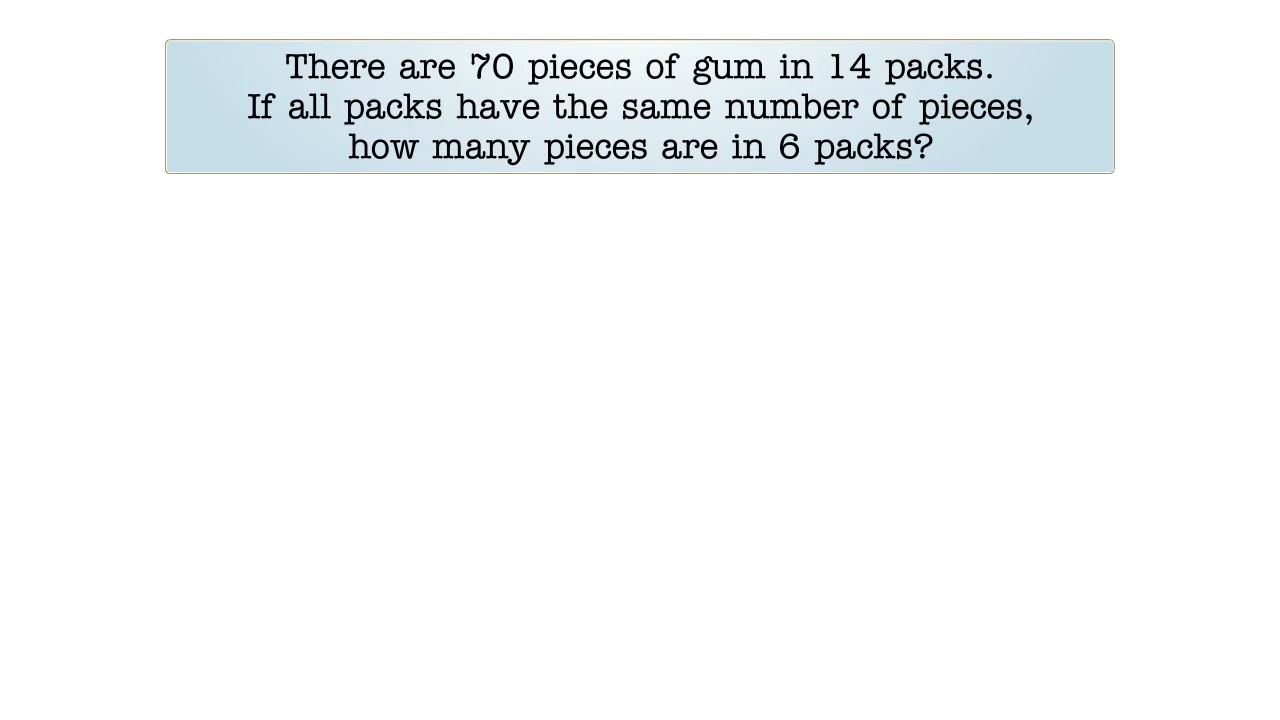 There are 70 pieces of gum in 14 packs.
If all packs have the same number of pieces,
how many pieces are in 6 packs?